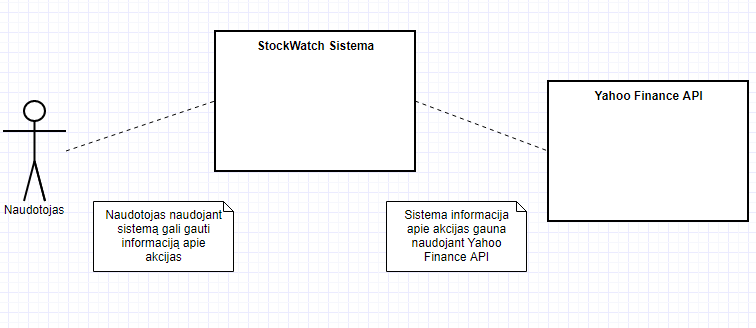 StockWatch Sistema
Yahoo Finance API
Naudotojas
Naudotojas naudojant
sistemą gali gauti
informaciją apie
akcijas
Sistema informacija
apie akcijas gauna
naudojant Yahoo
Finance API